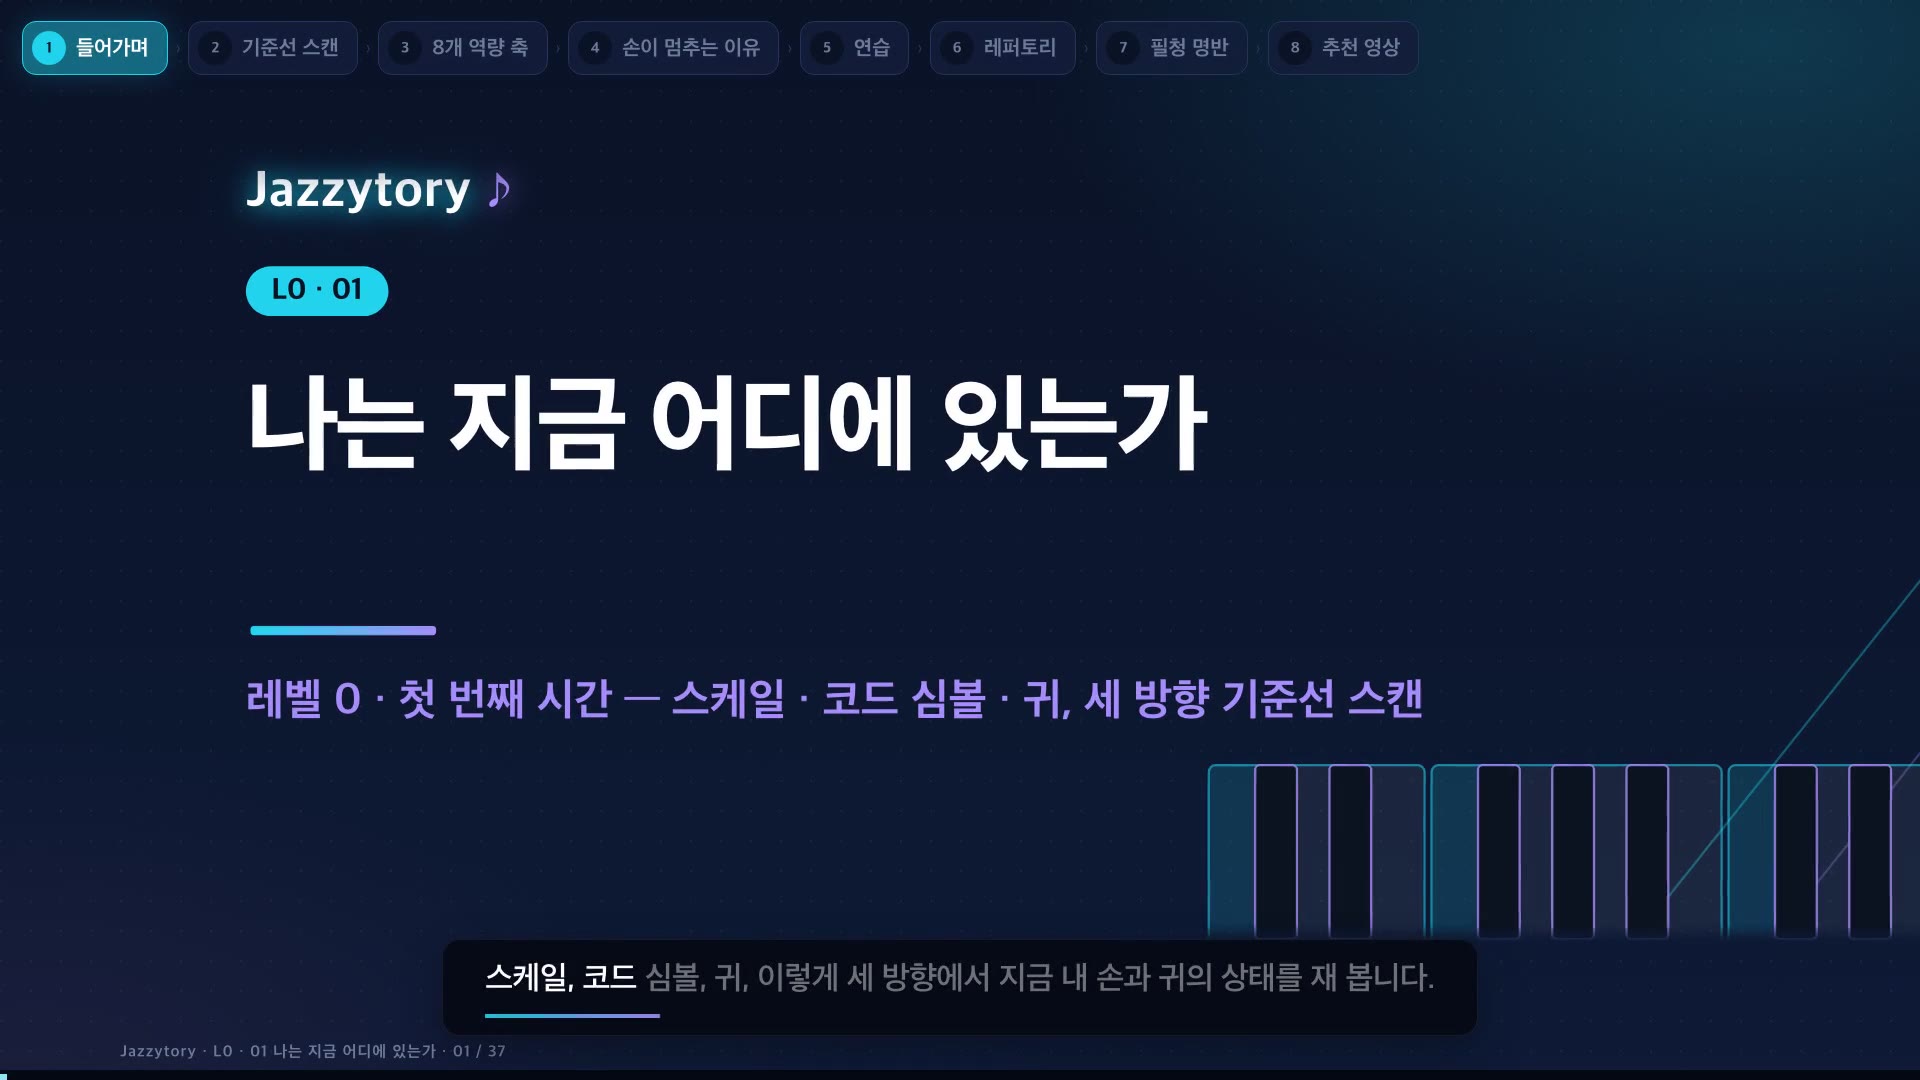 1 들어가며 › 2 기준선 스캔 › 3 8개 역량 축 › 4 손이 멈추는 이유 › 5 연습 › 6 레퍼토리 › 7 필청 명반 › 8 추천 영상
Jazzytory ♪
L0 · 01
나는 지금 어디에 있는가
레벨 0 · 첫 번째 시간 — 스케일 · 코드 심볼 · 귀, 세 방향 기준선 스캔
스케일, 코드 심볼, 귀, 이렇게 세 방향에서 지금 내 손과 귀의 상태를 재 봅니다.
Jazzytory · L0 · 01 나는 지금 어디에 있는가 · 01 / 37